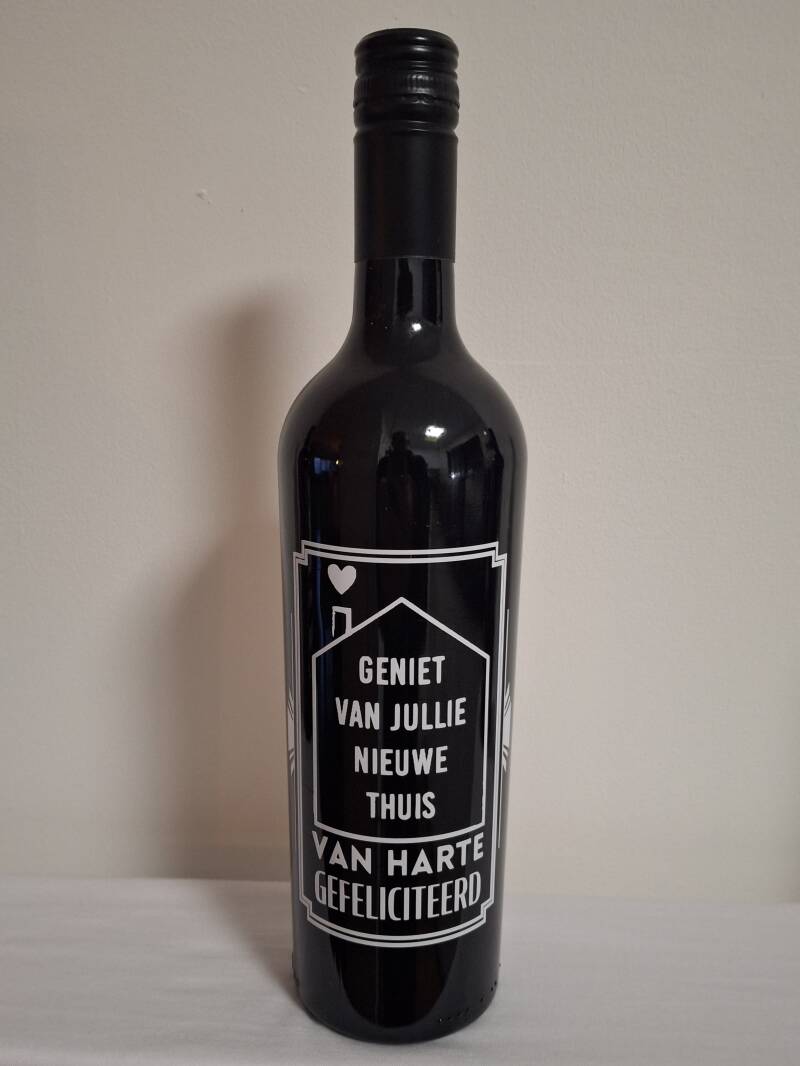 GENIET
VAN JULLIE
NIEUWE
THUIS
VAN HARTE
GEFELICITEERD